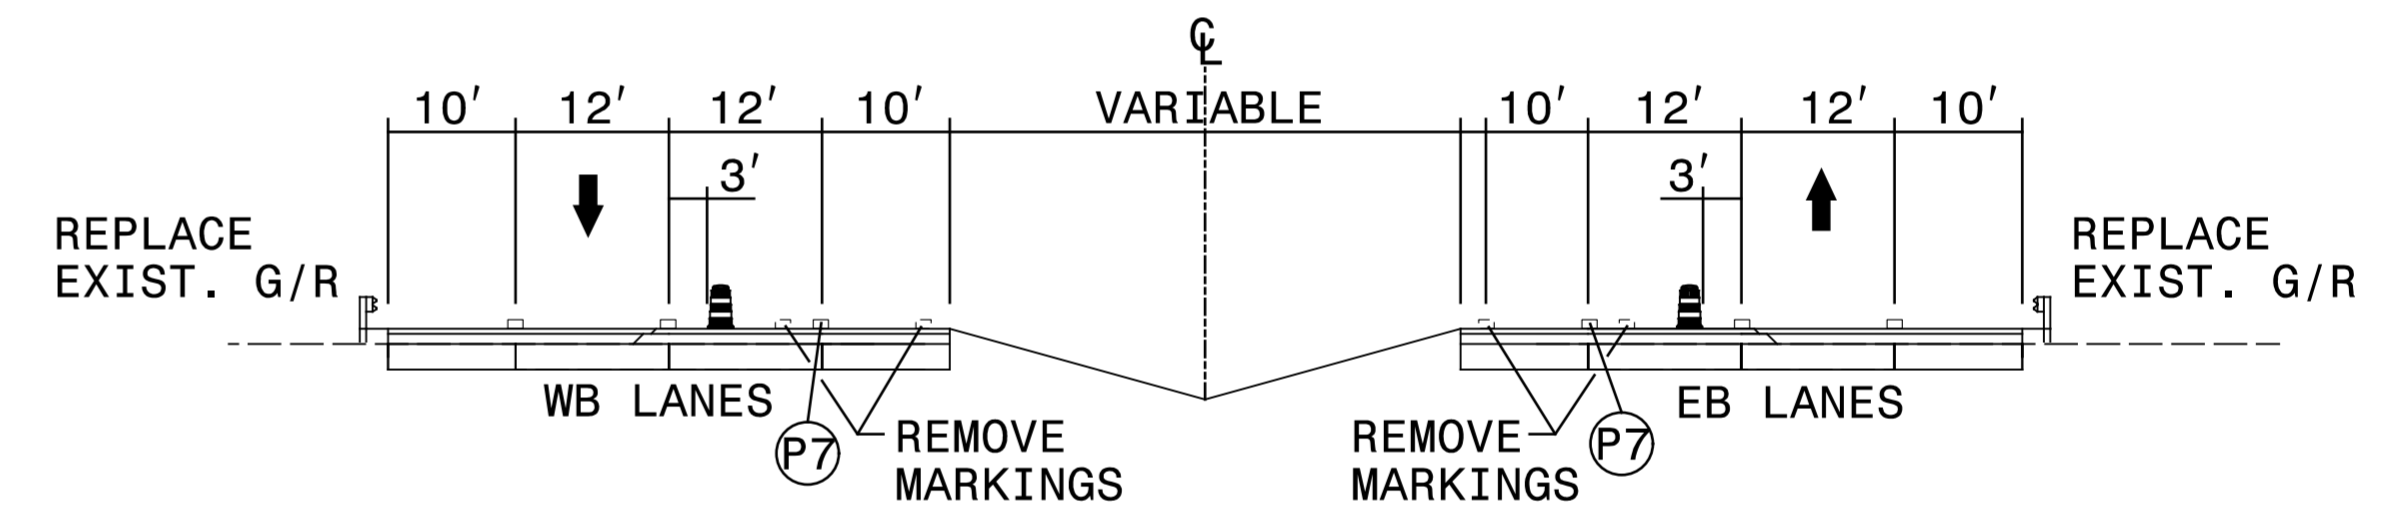 ℄
10' 12' 12' 10' VARIABLE 10' 12' 12' 10'
3' 3'
REPLACE
EXIST. G/R
REPLACE
EXIST. G/R
WB LANES
EB LANES
P7
REMOVE
MARKINGS
REMOVE
MARKINGS
P7